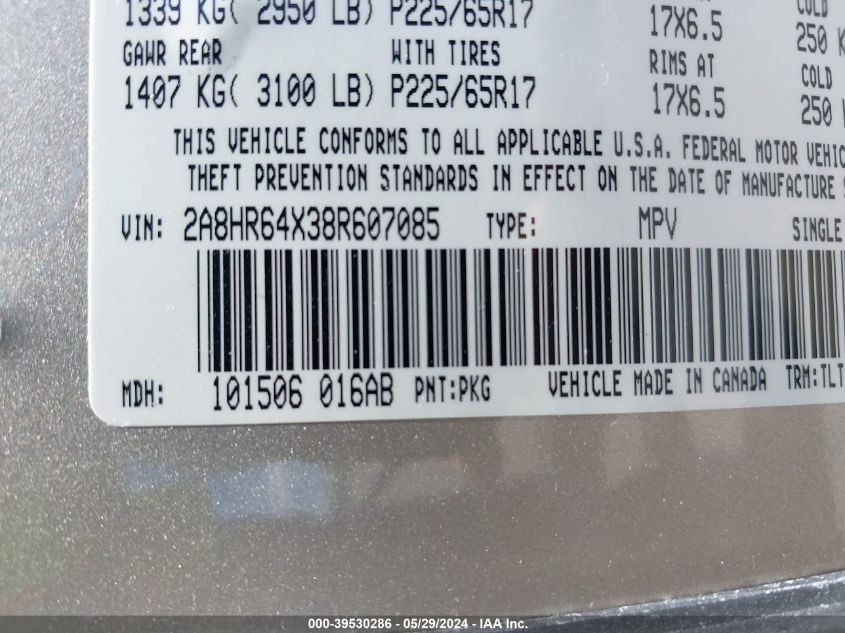 1339 KG( 2950 LB) P225/65R17 17X6.5 250 K
GAWR REAR WITH TIRES RIMS AT COLD
1407 KG( 3100 LB) P225/65R17 17X6.5 250
THIS VEHICLE CONFORMS TO ALL APPLICABLE U.S.A. FEDERAL MOTOR VEHIC
THEFT PREVENTION STANDARDS IN EFFECT ON THE DATE OF MANUFACTURE S
VIN: 2A8HR64X38R607085 TYPE: MPV SINGLE
MDH: 101506 016AB PNT:PKG VEHICLE MADE IN CANADA TRM:TLT
000-39530286 - 05/29/2024 - IAA Inc.